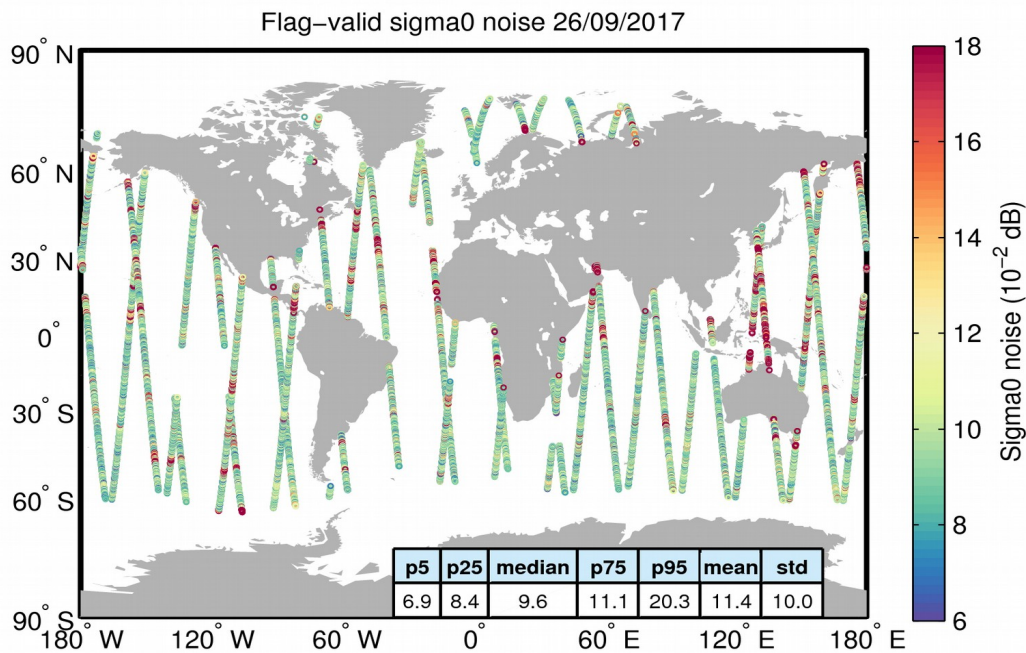 Flag−valid sigma0 noise 26/09/2017
90° N
60° N
30° N
0°
30° S
60° S
90° S
180° W 120° W 60° W 0° 60° E 120° E 180° E
p5 p25 median p75 p95 mean std
6.9 8.4 9.6 11.1 20.3 11.4 10.0
18
16
14
12
10
8
6
Sigma0 noise (10⁻² dB)